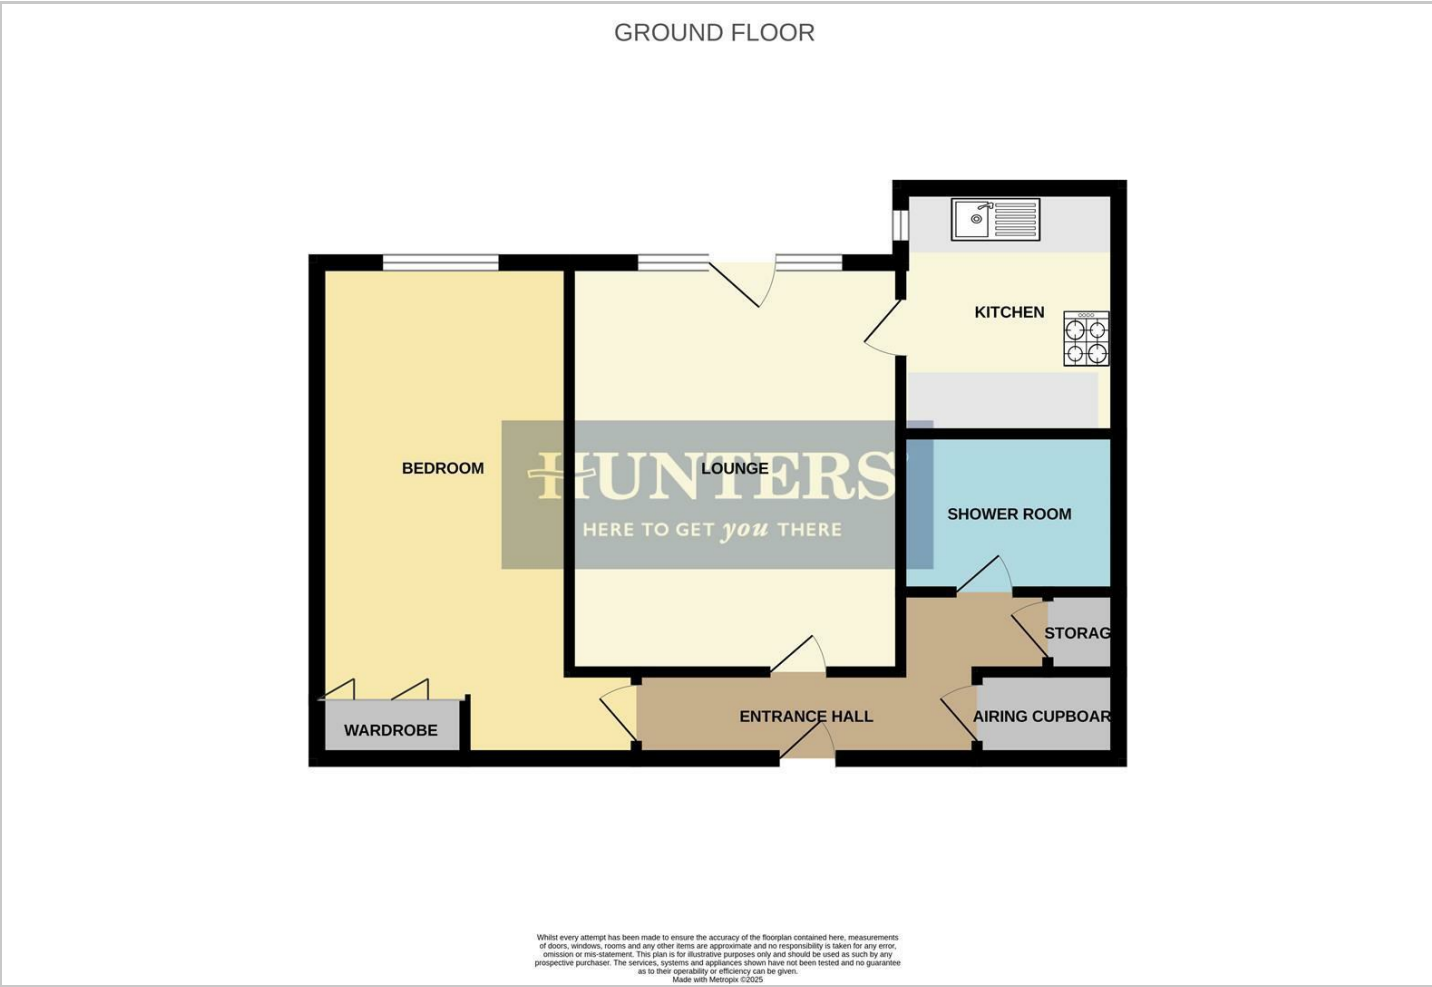 GROUND FLOOR
KITCHEN
BEDROOM
LOUNGE
HUNTERS
SHOWER ROOM
HERE TO GET you THERE
STORAG
ENTRANCE HALL
AIRING CUPBOAR
WARDROBE
Whilst every attempt has been made to ensure the accuracy of the floorplan contained here, measurements
of doors, windows, rooms and any other items are approximate and no responsibility is taken for any error,
omission or mis-statement. This plan is for illustrative purposes only and should be used as such by any
prospective purchaser. The services, systems and appliances shown have not been tested and no guarantee
as to their operability or efficiency can be given.
Made with Metropix ©2025